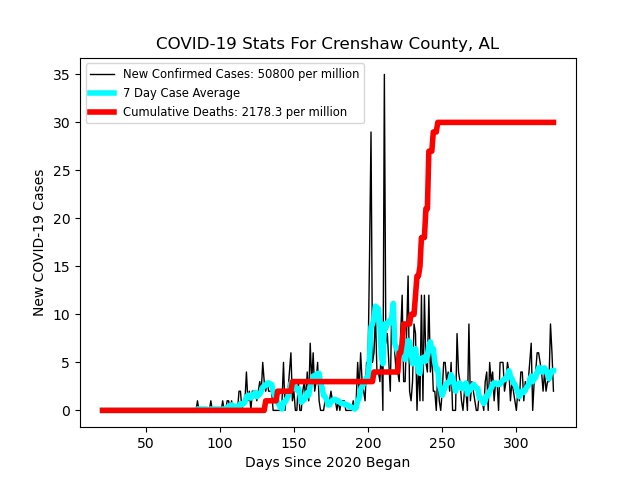 COVID-19 Stats For Crenshaw County, AL
New Confirmed Cases: 50800 per million
7 Day Case Average
Cumulative Deaths: 2178.3 per million
35
30
25
20
15
10
5
0
New COVID-19 Cases
50 100 150 200 250 300
Days Since 2020 Began